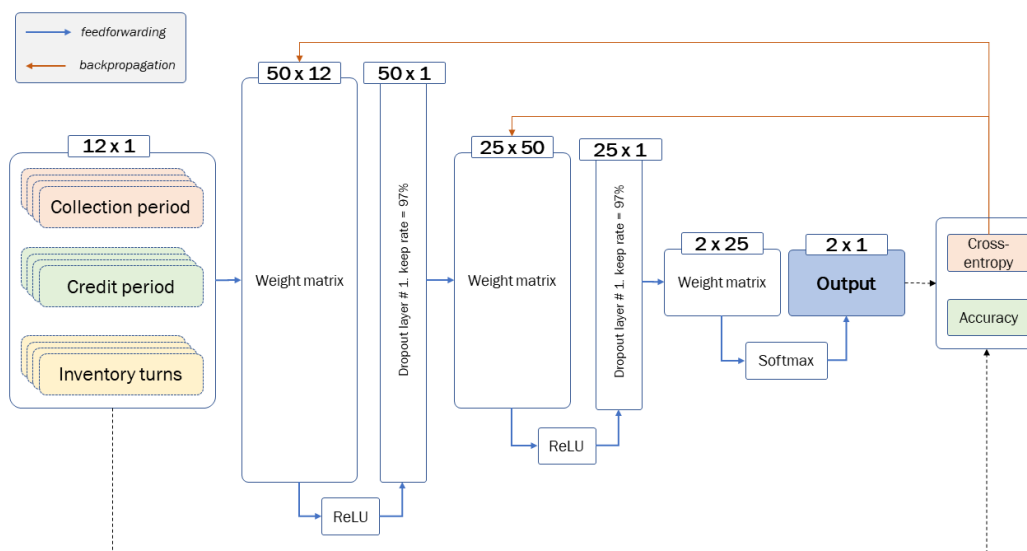 feedforwarding
backpropagation
12 x 1
Collection period
Credit period
Inventory turns
50 x 12
Weight matrix
ReLU
50 x 1
Dropout layer # 1. keep rate = 97%
25 x 50
Weight matrix
ReLU
25 x 1
Dropout layer # 1. keep rate = 97%
2 x 25
Weight matrix
Softmax
2 x 1
Output
Cross-
entropy
Accuracy